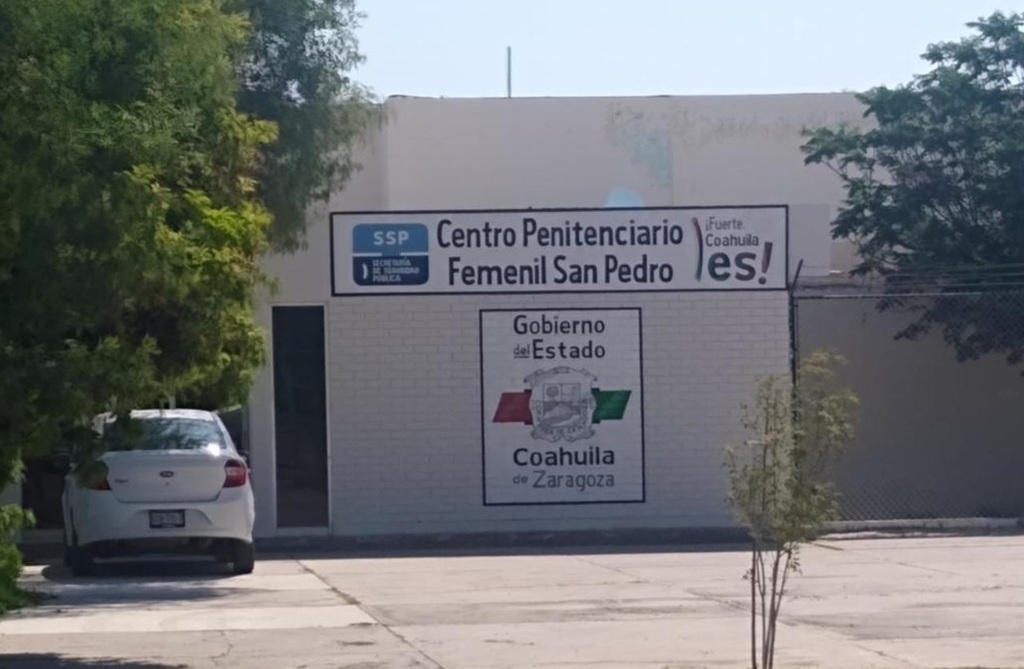 SSP
SECRETARÍA
DE SEGURIDAD
PÚBLICA
Centro Penitenciario
Femenil San Pedro
¡Fuerte,
Coahuila
es!
Gobierno
del Estado
Coahuila
de Zaragoza